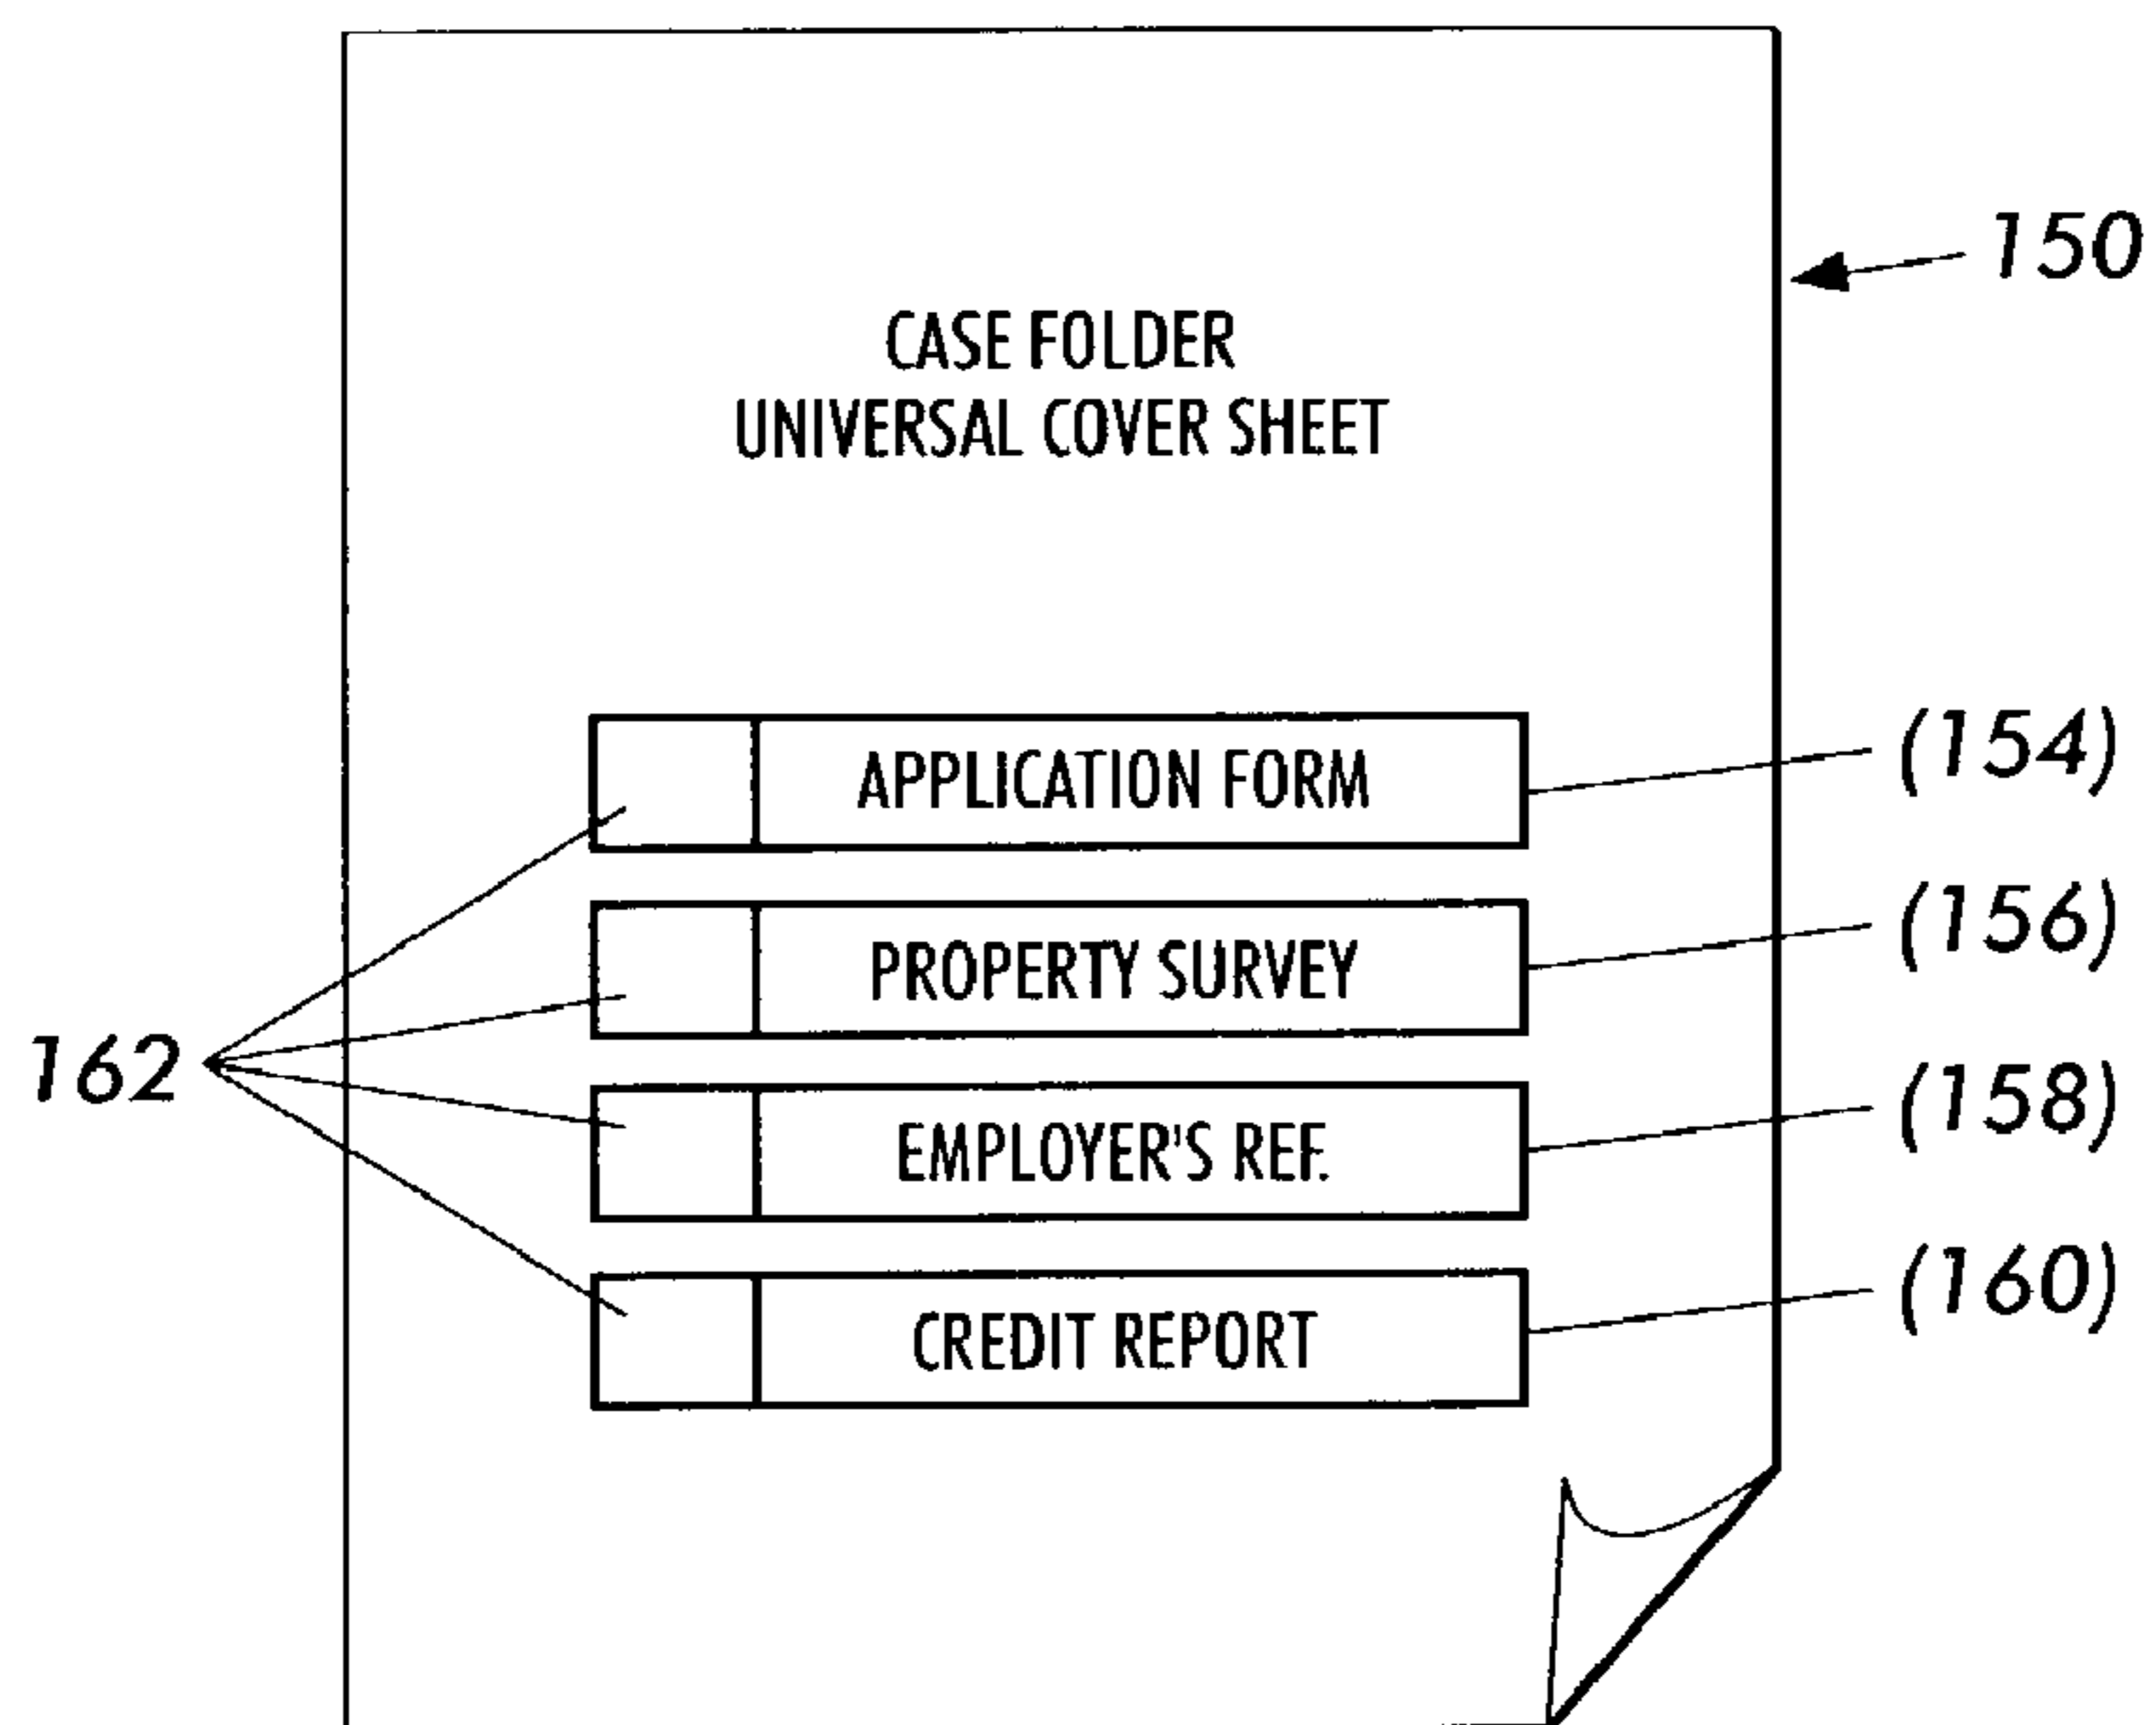 150
CASE FOLDER
UNIVERSAL COVER SHEET
APPLICATION FORM
(154)
PROPERTY SURVEY
(156)
162
EMPLOYER'S REF.
(158)
CREDIT REPORT
(160)